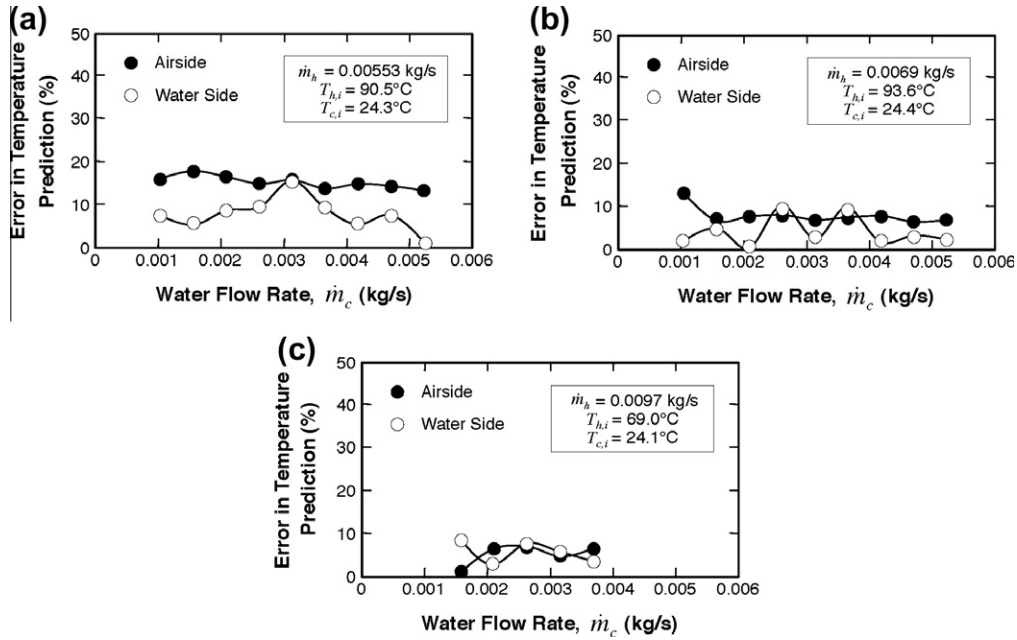 (a)
50
40
30
20
10
0
Error in Temperature
Prediction (%)
Airside
Water Side
ṁh = 0.00553 kg/s
Th,i = 90.5°C
Tc,i = 24.3°C
0 0.001 0.002 0.003 0.004 0.005 0.006
Water Flow Rate, ṁc (kg/s)
(b)
50
40
30
20
10
0
Error in Temperature
Prediction (%)
Airside
Water Side
ṁh = 0.0069 kg/s
Th,i = 93.6°C
Tc,i = 24.4°C
0 0.001 0.002 0.003 0.004 0.005 0.006
Water Flow Rate, ṁc (kg/s)
(c)
50
40
30
20
10
0
Error in Temperature
Prediction (%)
Airside
Water Side
ṁh = 0.0097 kg/s
Th,i = 69.0°C
Tc,i = 24.1°C
0 0.001 0.002 0.003 0.004 0.005 0.006
Water Flow Rate, ṁc (kg/s)